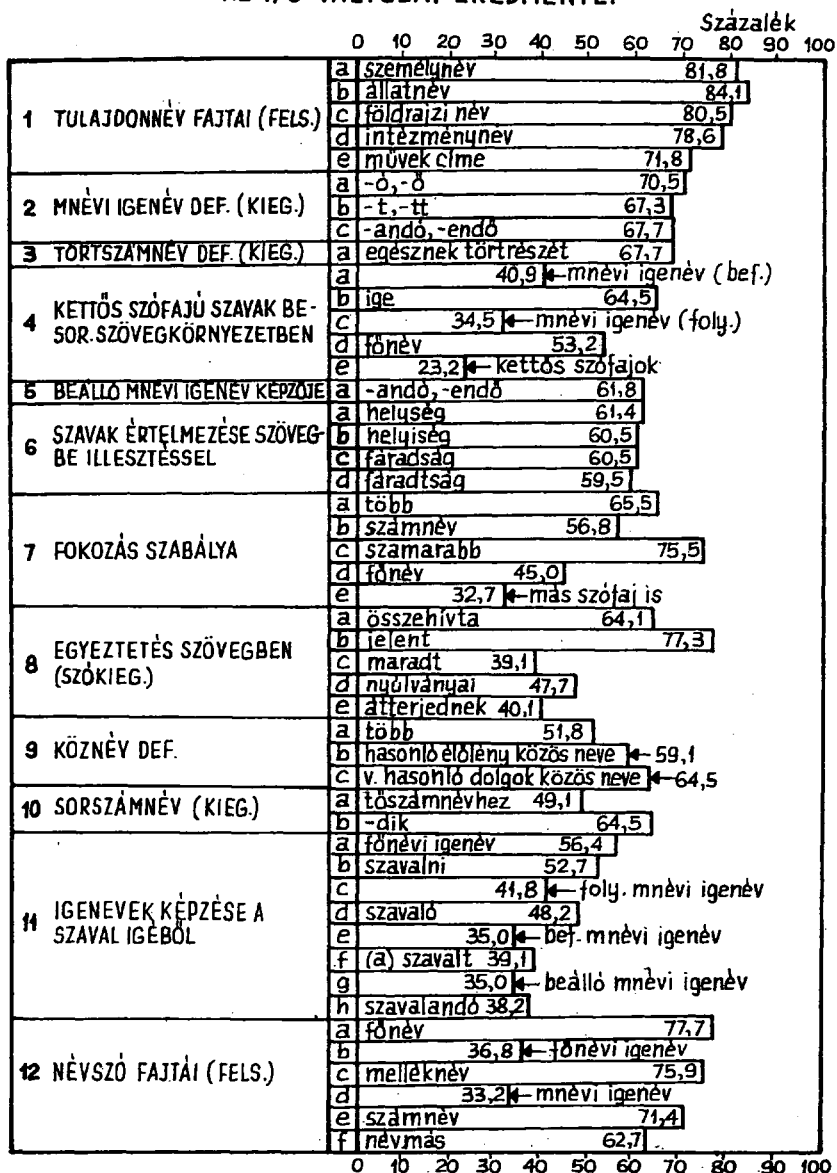 Százalék
0 10 20 30 40 50 60 70 80 90 100
1 TULAJDONNÉV FAJTAI (FELS.)
a személynév 81,8
b állatnév 84,1
c földrajzi név 80,5
d intézménynév 78,6
e művek címe 71,8
2 MNÉVI IGENÉV DEF. (KIEG.)
a -ó,-ő 70,5
b -t,-tt 67,3
c -andó,-endő 67,7
3 TÖRTSZÁMNÉV DEF. (KIEG.)
a egésznek törtrészét 67,7
4 KETTŐS SZÓFAJÚ SZAVAK BE-
SOR. SZÖVEGKÖRNYEZETBEN
a 40,9 mnévi igenév (bef.)
b ige 64,5
c 34,5 mnévi igenév (foly.)
d főnév 53,2
e 23,2 kettős szófajok
5 BEÁLLÓ MNÉVI IGENÉV KÉPZŐJE
a -andó,-endő 61,8
6 SZAVAK ÉRTELMEZÉSE SZÖVEG-
BE ILLESZTÉSSEL
a helység 61,4
b helyiség 60,5
c fáradság 60,5
d fáradtság 59,5
7 FOKOZÁS SZABÁLYA
a több 65,5
b számnév 56,8
c szamarabb 75,5
d főnév 45,0
e 32,7 más szófaj is
8 EGYEZTETÉS SZÖVEGBEN
(SZÓKIEG.)
a összehívta 64,1
b jelent 77,3
c maradt 39,1
d nyúlványai 47,7
e átterjednek 40,1
9 KÖZNÉV DEF.
a több 51,8
b hasonló élőlény közös neve 59,1
c v. hasonló dolgok közös neve 64,5
10 SORSZÁMNÉV (KIEG.)
a tőszámnévhez 49,1
b -dik 64,5
11 IGENEVEK KÉPZÉSE A
SZAVAL IGÉBŐL
a főnévi igenév 56,4
b szavalni 52,7
c 41,8 foly. mnévi igenév
d szavaló 48,2
e 35,0 bef. mnévi igenév
f (a) szavalt 39,1
g 35,0 beálló mnévi igenév
h szavalandó 38,2
12 NÉVSZÓ FAJTÁI (FELS.)
a főnév 77,7
b 36,8 főnévi igenév
c melléknév 75,9
d 33,2 mnévi igenév
e számnév 71,4
f névmás 62,7
0 10 20 30 40 50 60 70 80 90 100